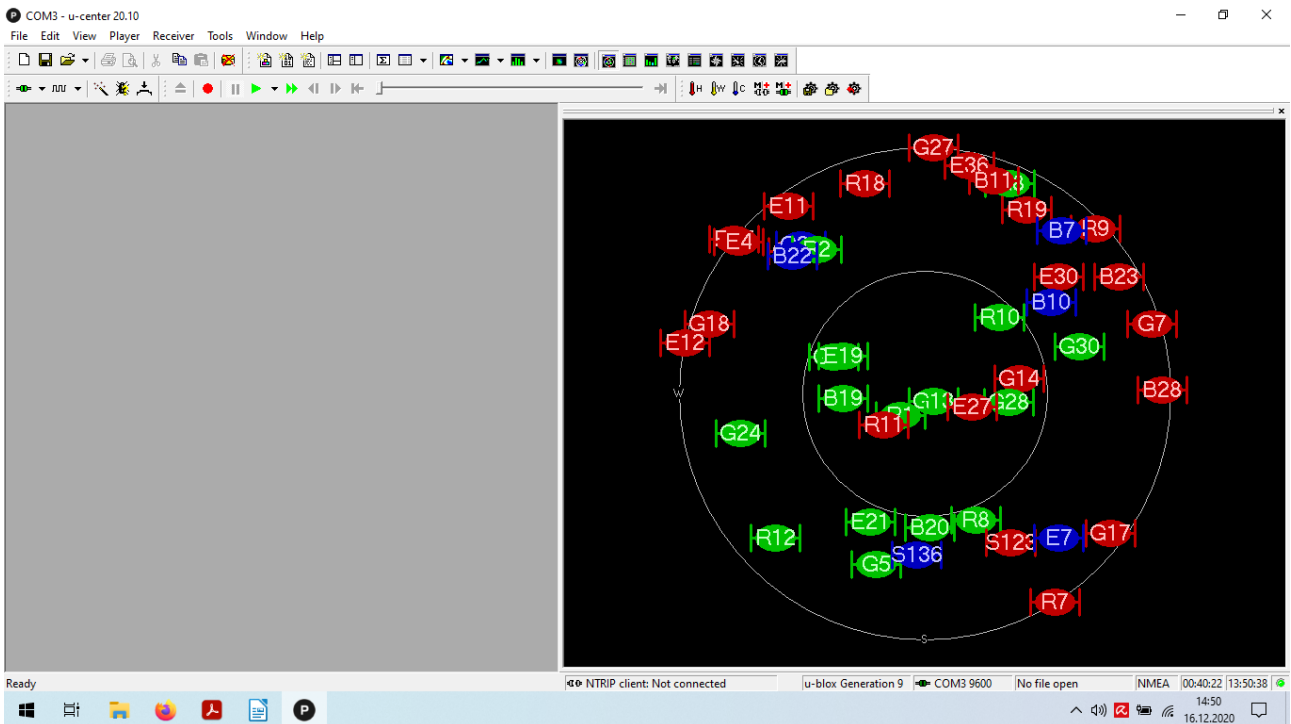 COM3 - u-center 20.10
File Edit View Player Receiver Tools Window Help
H W C
G27
E36
B11
R18
E11
R19
B7
R9
E4
B22
E30
B23
B10
G18
R10
G7
E12
G30
E19
G14
B28
W
B19
G13
E27
G28
R11
G24
E21
R8
B20
G17
R12
S123
E7
S136
G5
R7
S
Ready
NTRIP client: Not connected
u-blox Generation 9
COM3 9600
No file open
NMEA
00:40:22
13:50:38
14:50
16.12.2020